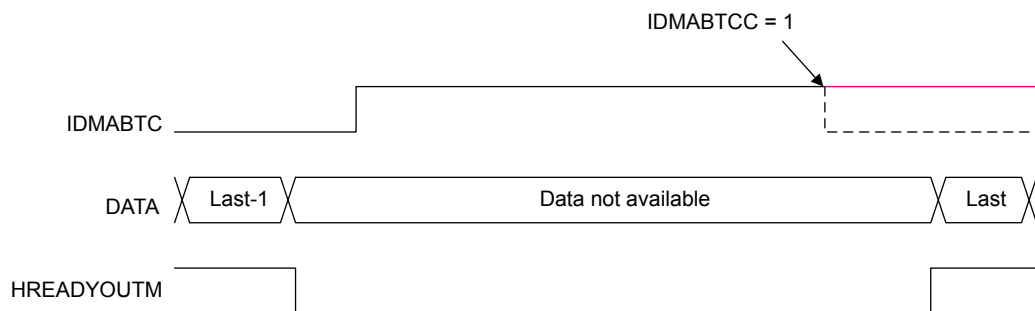 IDMABTCC = 1
IDMABTC
DATA
Last-1
Data not available
Last
HREADYOUTM